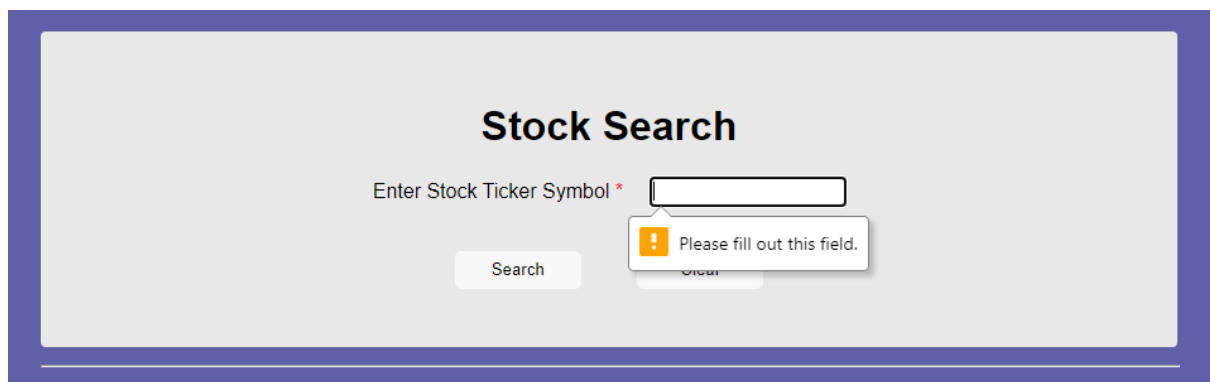 Stock Search
Enter Stock Ticker Symbol *
! Please fill out this field.
Search